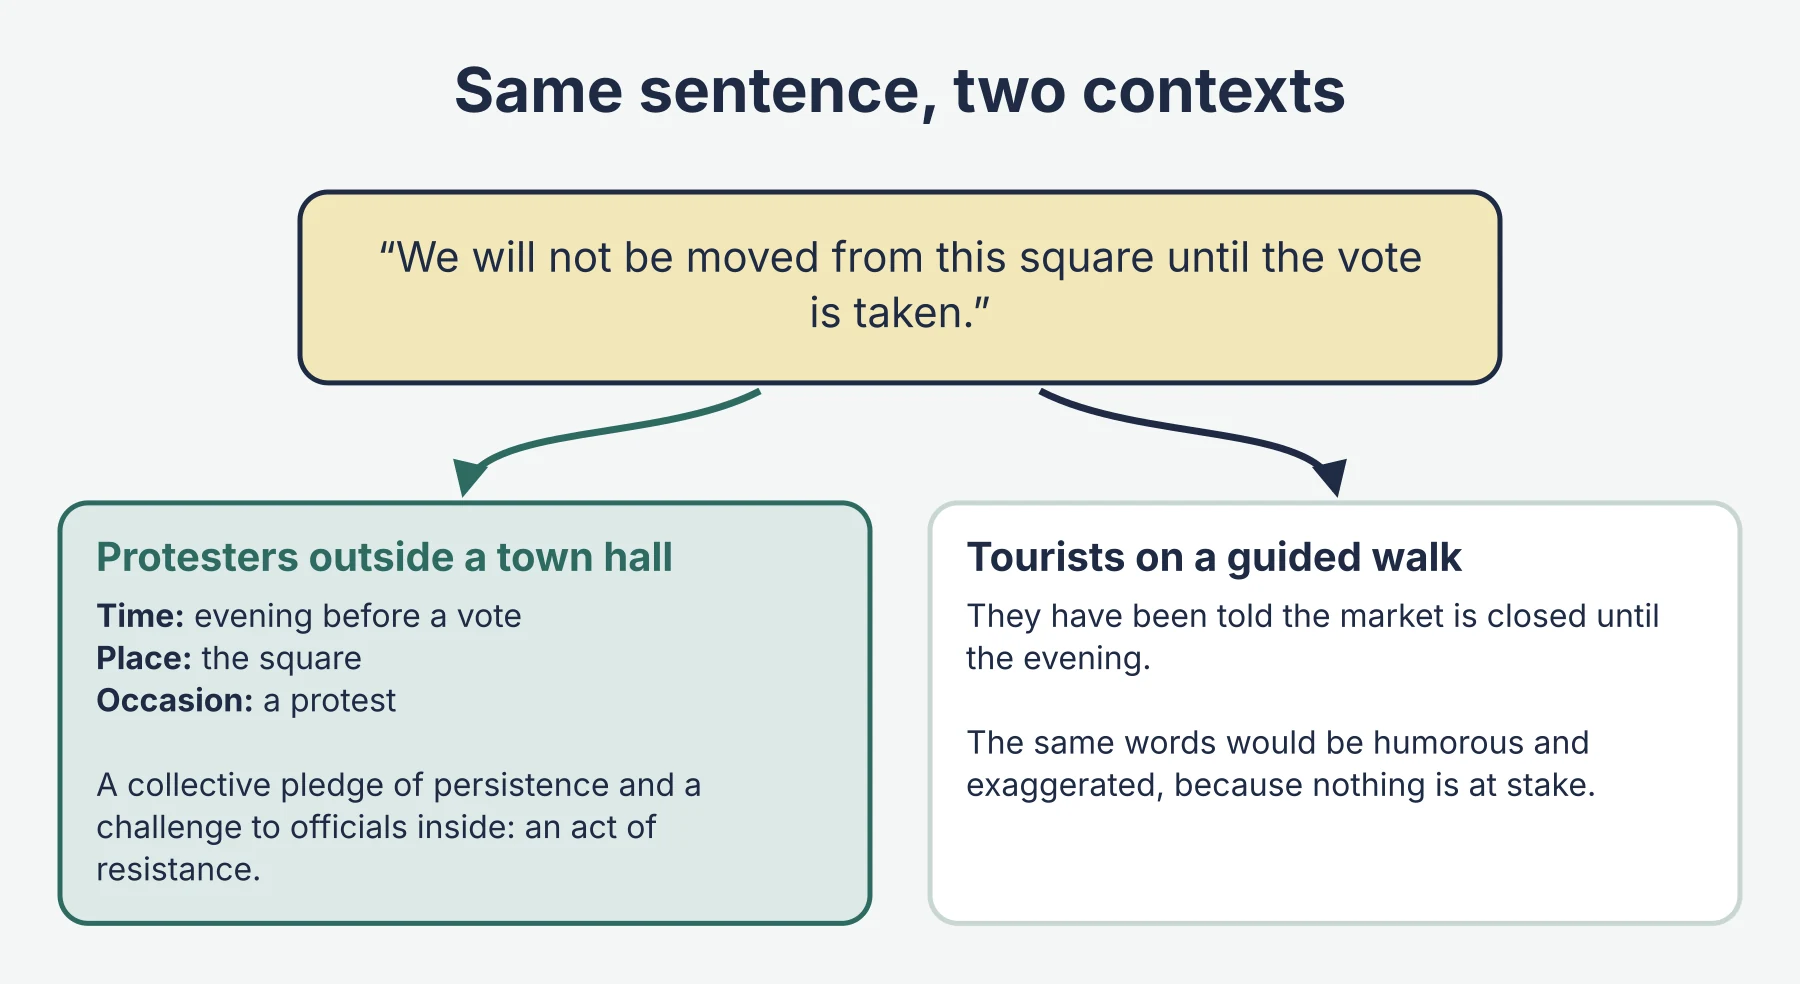 Same sentence, two contexts
“We will not be moved from this square until the vote
is taken.”
Protesters outside a town hall
Time: evening before a vote
Place: the square
Occasion: a protest
A collective pledge of persistence and a
challenge to officials inside: an act of
resistance.
Tourists on a guided walk
They have been told the market is closed until
the evening.
The same words would be humorous and
exaggerated, because nothing is at stake.